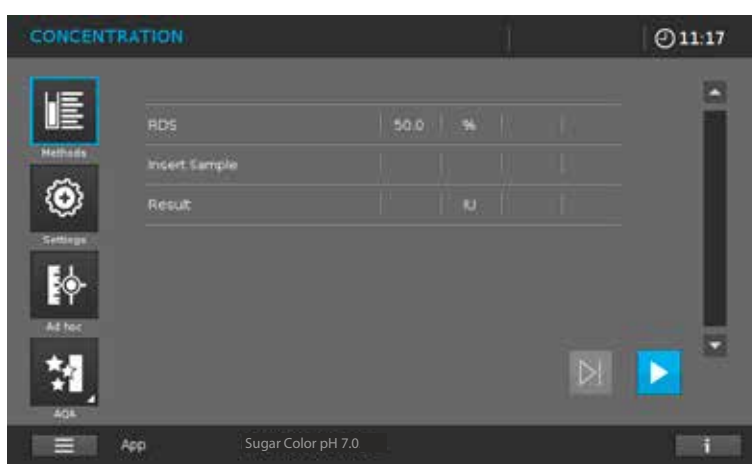 CONCENTRATION
11:17
Methods
RDS 50.0 %
Insert Sample
Result IU
Settings
Ad hoc
AQA
App Sugar Color pH 7.0
i